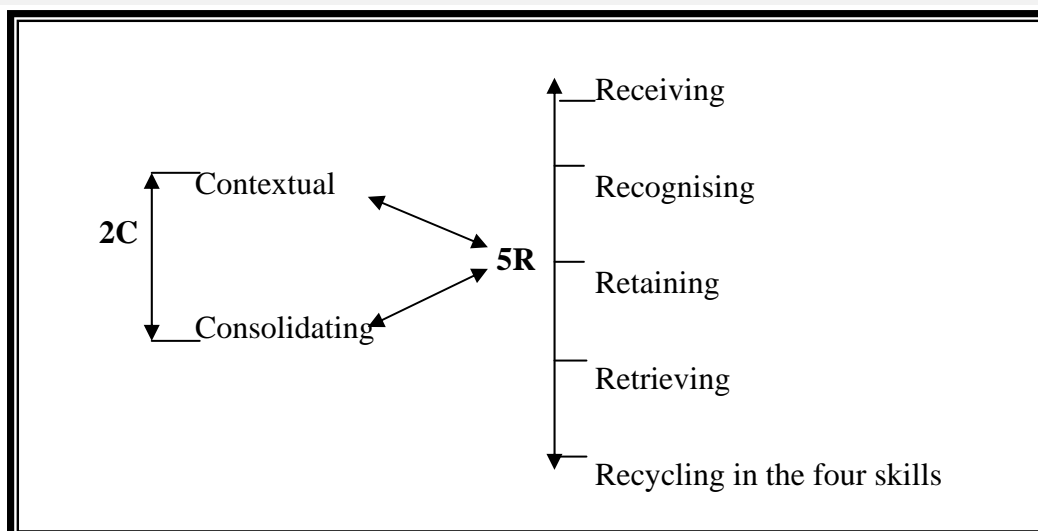 Receiving
Contextual
Recognising
2C
5R
Retaining
Consolidating
Retrieving
Recycling in the four skills